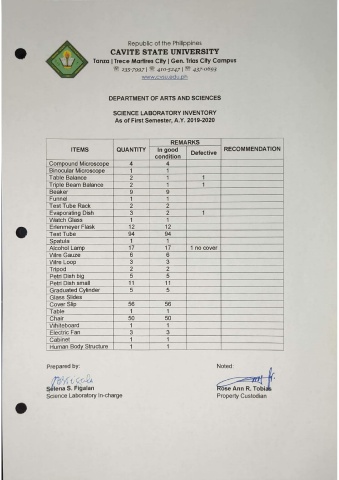 Republic of the Philippines
CAVITE STATE UNIVERSITY
Tanza | Trece Martires City | Gen. Trias City Campus
☏ 235-7997 | ☏ 410-5247 | ☏ 437-0693
www.cvsu.edu.ph
DEPARTMENT OF ARTS AND SCIENCES
SCIENCE LABORATORY INVENTORY
As of First Semester, A.Y. 2019-2020
ITEMS QUANTITY REMARKS RECOMMENDATION
In good condition Defective
Compound Microscope 4 4
Binocular Microscope 1 1
Table Balance 2 1 1
Triple Beam Balance 2 1 1
Beaker 9 9
Funnel 1 1
Test Tube Rack 2 2
Evaporating Dish 3 2 1
Watch Glass 1 1
Erlenmeyer Flask 12 12
Test Tube 94 94
Spatula 1 1
Alcohol Lamp 17 17 1 no cover
Wire Gauze 6 6
Wire Loop 3 3
Tripod 2 2
Petri Dish big 5 5
Petri Dish small 11 11
Graduated Cylinder 5 5
Glass Slides
Cover Slip 56 56
Table 1 1
Chair 50 50
Whiteboard 1 1
Electric Fan 3 3
Cabinet 1 1
Human Body Structure 1 1
Prepared by: Noted
Selena S. Figalan Rose Ann R. Tobias
Science Laboratory In-charge Property Custodian